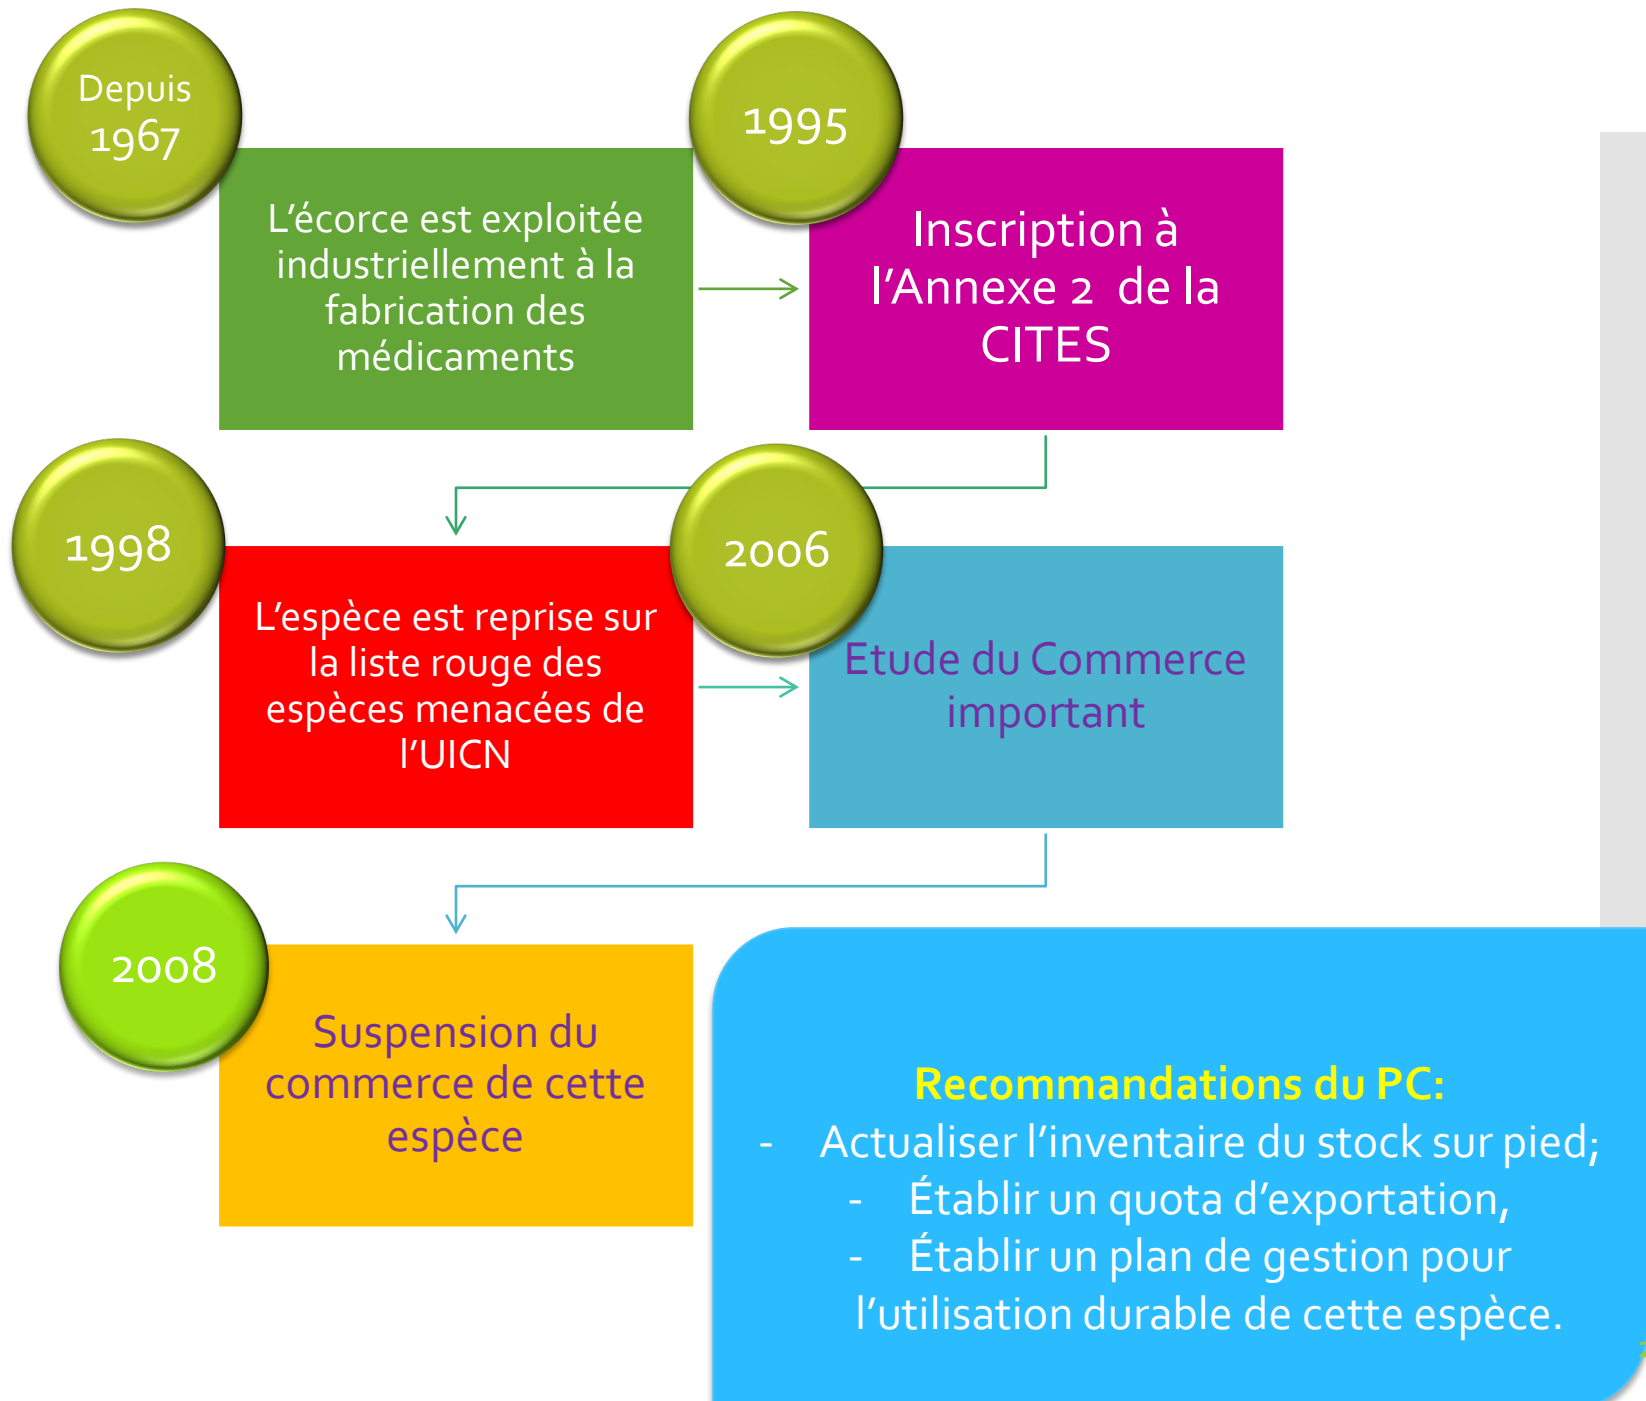 Depuis
1967
L'écorce est exploitée
industriellement à la
fabrication des
médicaments
1995
Inscription à
l'Annexe 2 de la
CITES
1998
L'espèce est reprise sur
la liste rouge des
espèces menacées de
l'UICN
2006
Etude du Commerce
important
2008
Suspension du
commerce de cette
espèce
Recommandations du PC:
- Actualiser l'inventaire du stock sur pied;
- Établir un quota d'exportation,
- Établir un plan de gestion pour
l'utilisation durable de cette espèce.